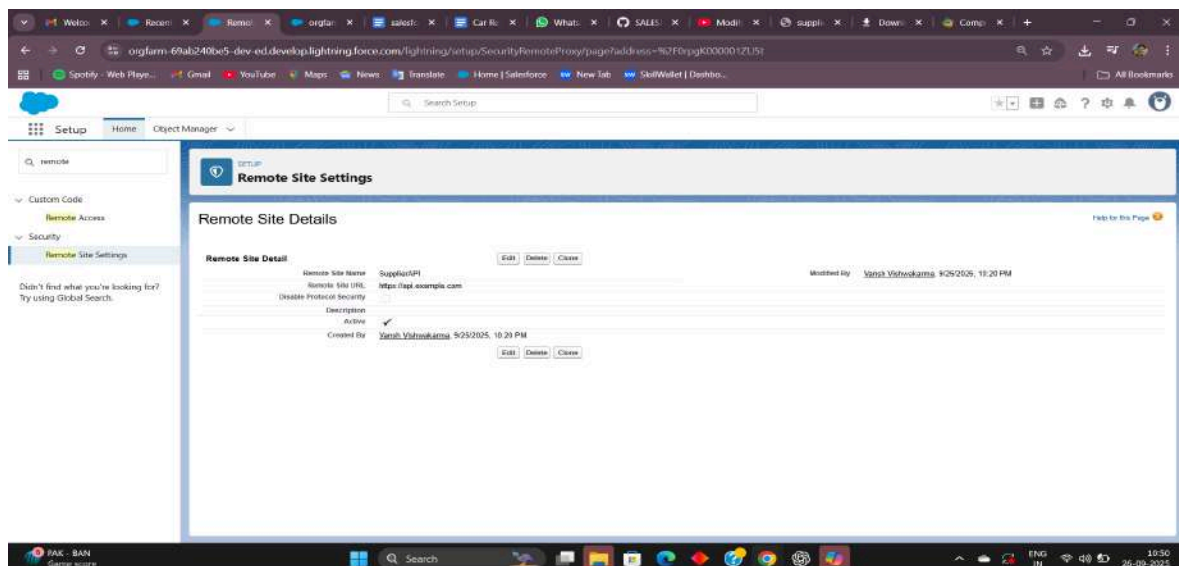 Welco
Recen
Remo
orgfar
salesfo
Car Re
Whats
SALES
Modif
supplie
Down
Comp
orgfarm-69ab240be5-dev-ed.develop.lightning.force.com/lightning/setup/SecurityRemoteProxy/page?address=
Spotify - Web Playe...
Gmail
YouTube
Maps
News
Translate
Home | Salesforce
New Tab
SkillWallet | Dashbo...
All Bookmarks
Search Setup
Setup
Home
Object Manager
remote
Custom Code
Remote Access
Security
Remote Site Settings
Didn't find what you're looking for?
Try using Global Search.
SETUP
Remote Site Settings
Remote Site Details
Help for this Page
Remote Site Detail
Edit Delete Clone
Remote Site Name SupplierAPI
Modified By Vansh Vishwakarma, 9/25/2025, 10:20 PM
Remote Site URL https://api.example.com
Disable Protocol Security
Description
Active
Created By Vansh Vishwakarma, 9/25/2025, 10:20 PM
Edit Delete Clone
PAK - BAN
Game score
Search
ENG
IN
10:50
26-09-2025